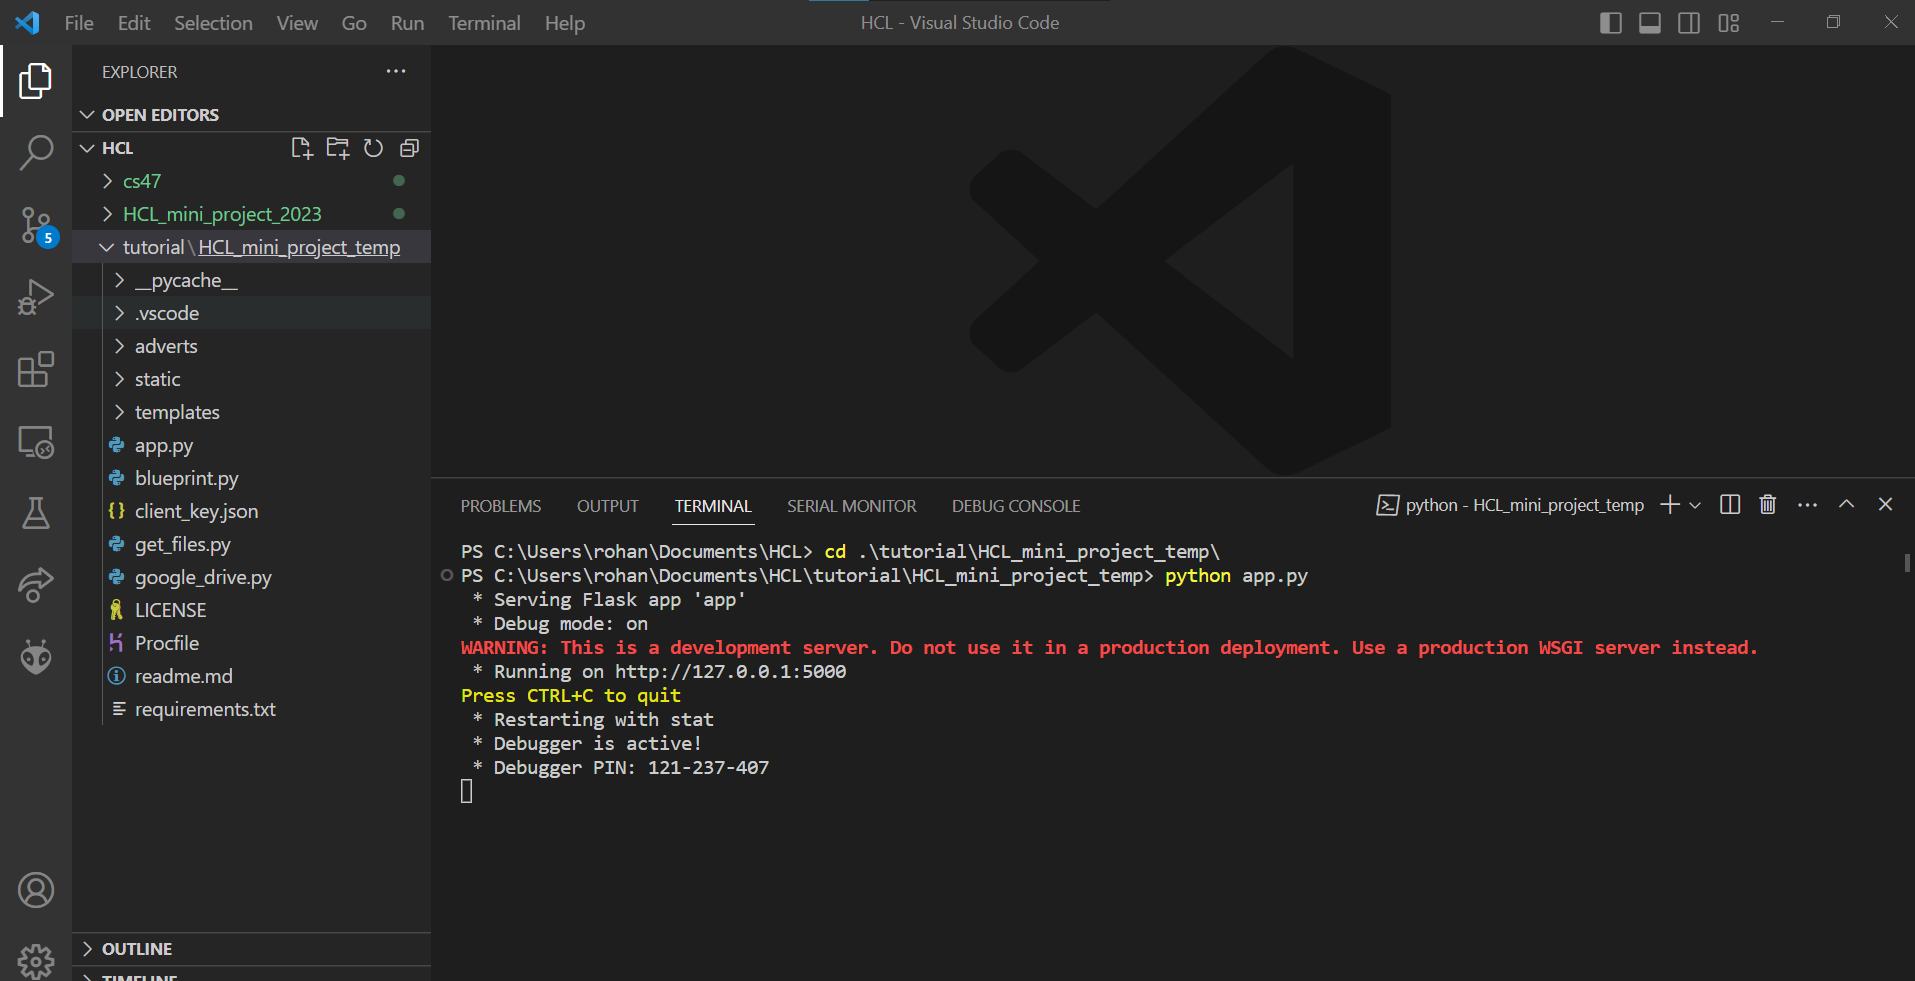 File Edit Selection View Go Run Terminal Help
HCL - Visual Studio Code
EXPLORER
OPEN EDITORS
HCL
cs47
HCL_mini_project_2023
5
tutorial\HCL_mini_project_temp
__pycache__
.vscode
adverts
static
templates
app.py
blueprint.py
client_key.json
get_files.py
google_drive.py
LICENSE
Procfile
readme.md
requirements.txt
OUTLINE
TIMELINE
PROBLEMS OUTPUT TERMINAL SERIAL MONITOR DEBUG CONSOLE
python - HCL_mini_project_temp
PS C:\Users\rohan\Documents\HCL> cd .\tutorial\HCL_mini_project_temp\
PS C:\Users\rohan\Documents\HCL\tutorial\HCL_mini_project_temp> python app.py
* Serving Flask app 'app'
* Debug mode: on
WARNING: This is a development server. Do not use it in a production deployment. Use a production WSGI server instead.
* Running on http://127.0.0.1:5000
Press CTRL+C to quit
* Restarting with stat
* Debugger is active!
* Debugger PIN: 121-237-407